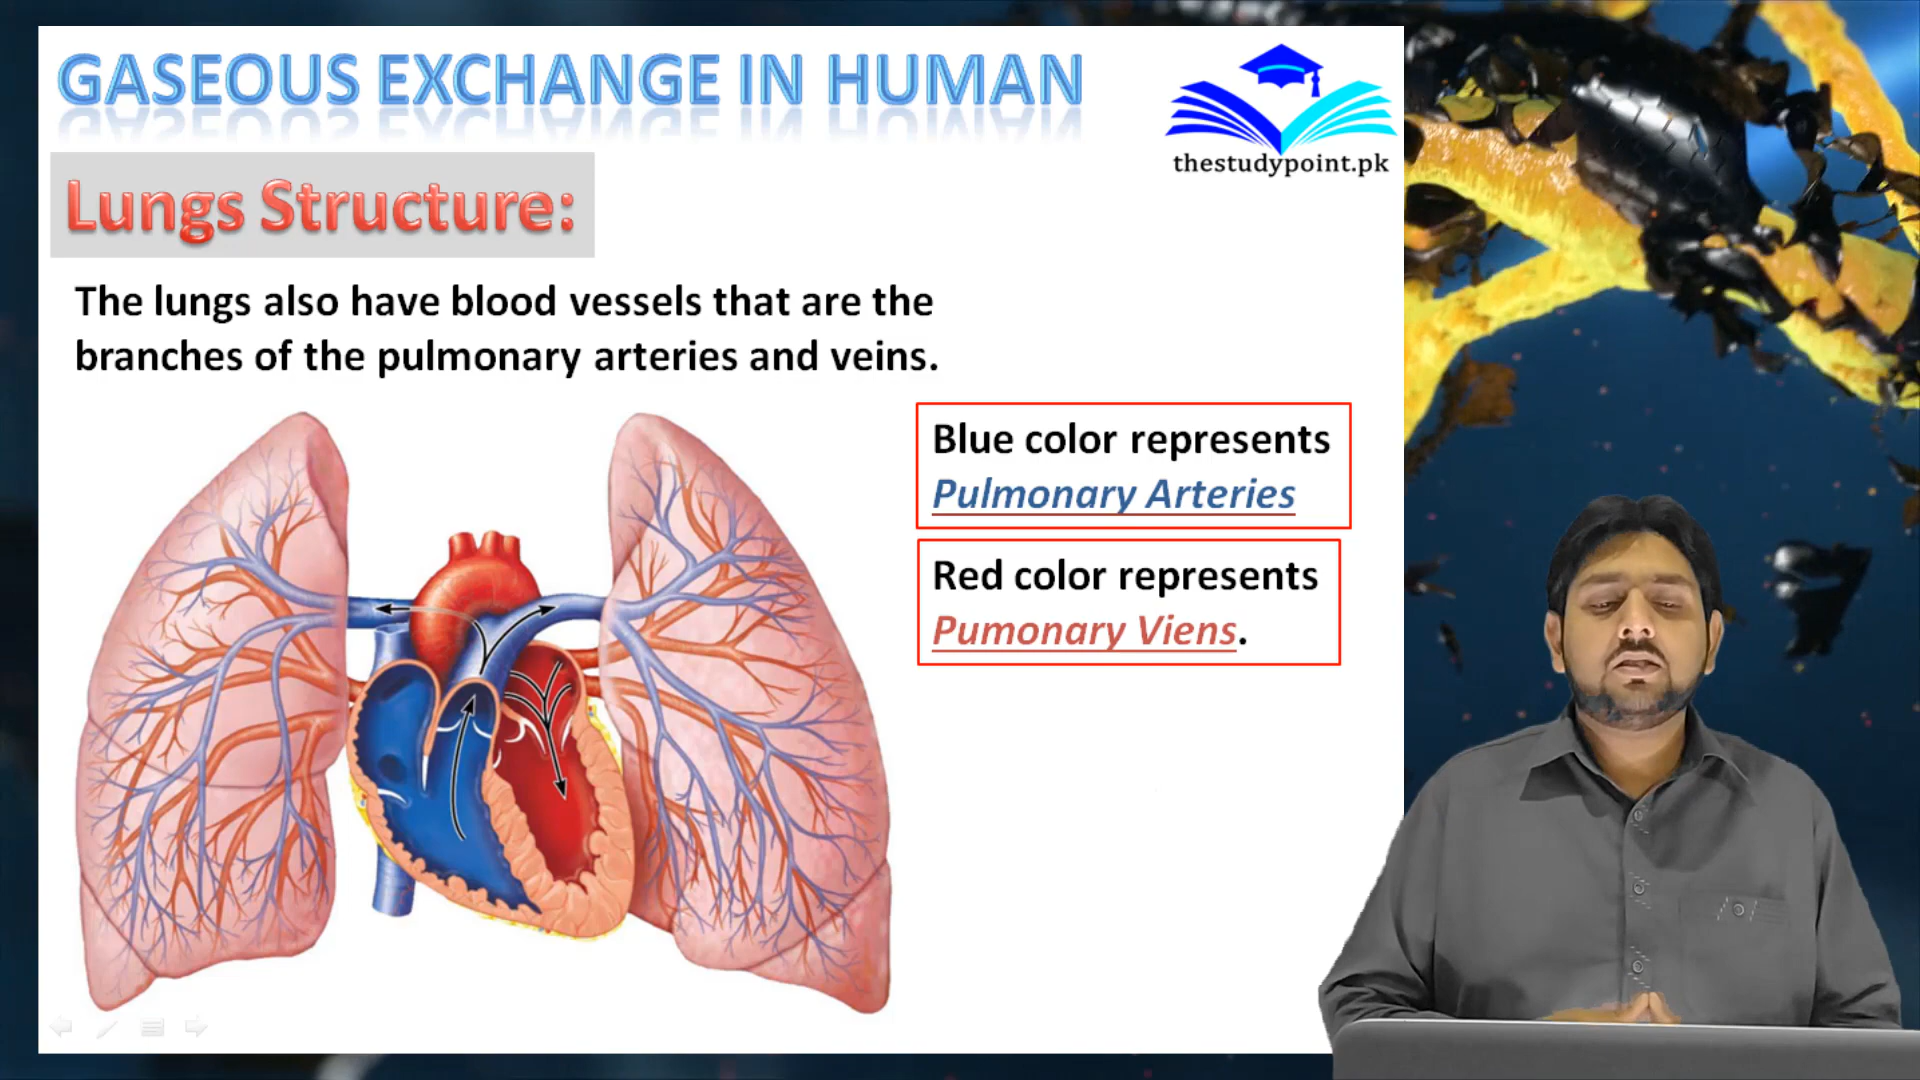 GASEOUS EXCHANGE IN HUMAN
thestudypoint.pk
Lungs Structure:
The lungs also have blood vessels that are the
branches of the pulmonary arteries and veins.
Blue color represents
Pulmonary Arteries
Red color represents
Pumonary Viens.